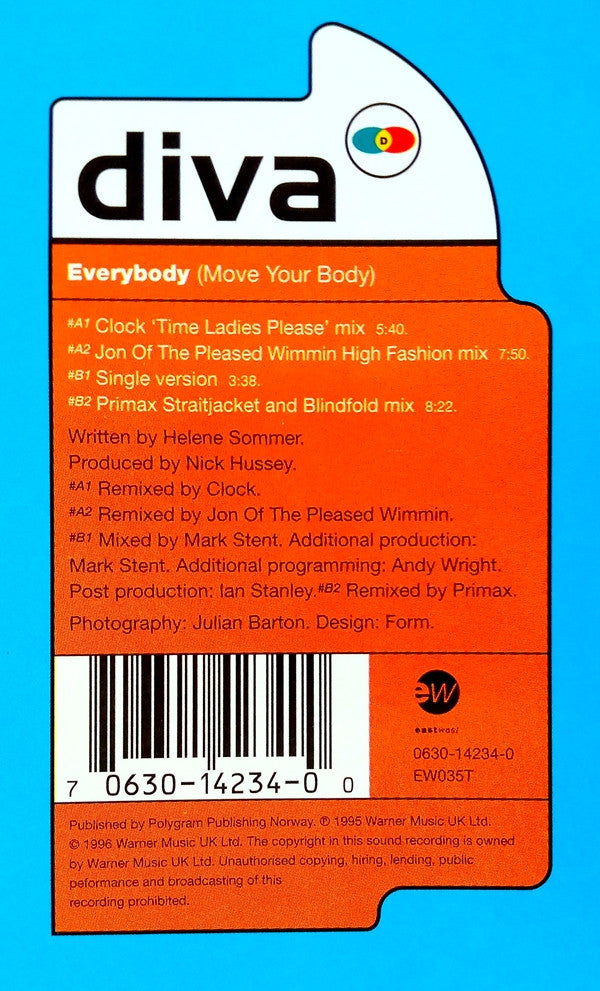 diva
D
Everybody (Move Your Body)
#A1 Clock 'Time Ladies Please' mix 5:40.
#A2 Jon Of The Pleased Wimmin High Fashion mix 7:50.
#B1 Single version 3:38.
#B2 Primax Straitjacket and Blindfold mix 8:22.
Written by Helene Sommer.
Produced by Nick Hussey.
#A1 Remixed by Clock.
#A2 Remixed by Jon Of The Pleased Wimmin.
#B1 Mixed by Mark Stent. Additional production:
Mark Stent. Additional programming: Andy Wright.
Post production: Ian Stanley.#B2 Remixed by Primax.
Photography: Julian Barton. Design: Form.
ew
eastwest
0630-14234-0
EW035T
7 0630-14234-0 0
Published by Polygram Publishing Norway. ℗ 1995 Warner Music UK Ltd.
© 1996 Warner Music UK Ltd. The copyright in this sound recording is owned
by Warner Music UK Ltd. Unauthorised copying, hiring, lending, public
peformance and broadcasting of this
recording prohibited.